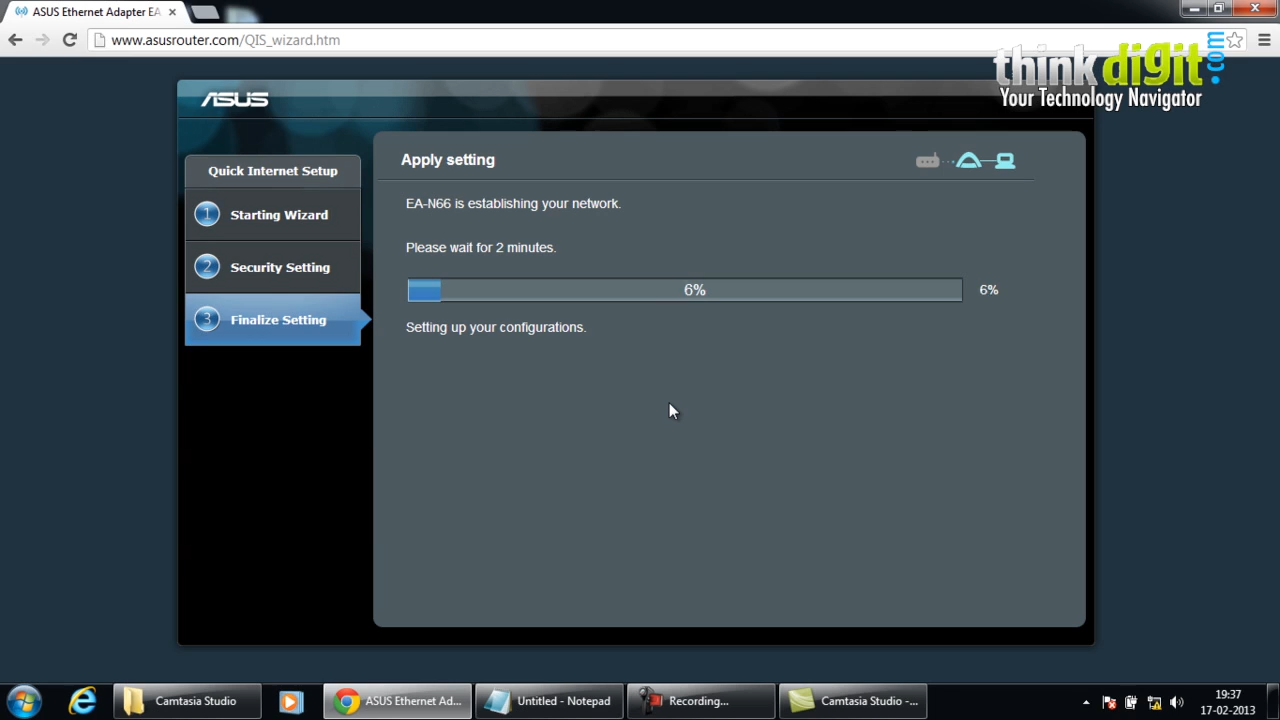 ASUS Ethernet Adapter EA
www.asusrouter.com/QIS_wizard.htm
thinkdigit.com
Your Technology Navigator
ASUS
Quick Internet Setup
1 Starting Wizard
2 Security Setting
3 Finalize Setting
Apply setting
EA-N66 is establishing your network.
Please wait for 2 minutes.
6% 6%
Setting up your configurations.
Camtasia Studio
ASUS Ethernet Ad...
Untitled - Notepad
Recording...
Camtasia Studio -...
19:37
17-02-2013